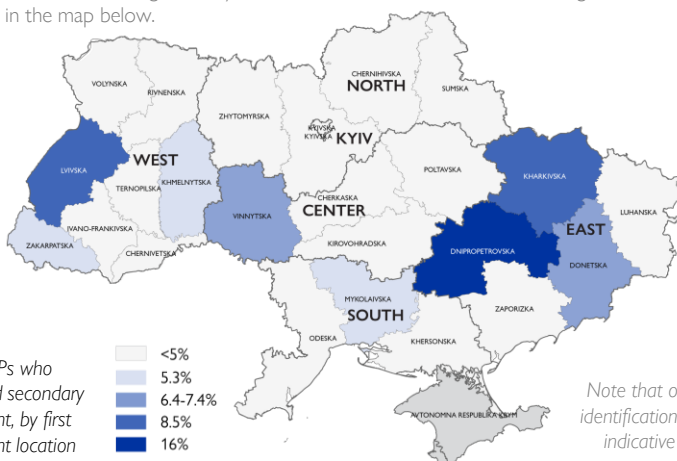 in the map below.
CHERNIHIVSKA
NORTH
VOLYNSKA
RIVNENSKA
SUMSKA
ZHYTOMYRSKA
KYIVSKA
KYIV
WEST
LVIVSKA
KHMELNYTSKA
TERNOPILSKA
POLTAVSKA
KHARKIVSKA
CHERKASKA
CENTER
VINNYTSKA
LUHANSKA
IVANO-FRANKIVSKA
EAST
ZAKARPATSKA
CHERNIVETSKA
KIROVOHRADSKA
DNIPROPETROVSKA
DONETSKA
MYKOLAIVSKA
SOUTH
ZAPORIZKA
ODESKA
KHERSONSKA
AVTONOMNA RESPUBLIKA KRYM
Ps who
secondary
nt, by first
nt location
<5%
5.3%
6.4-7.4%
8.5%
16%
Note that o
identification
indicative